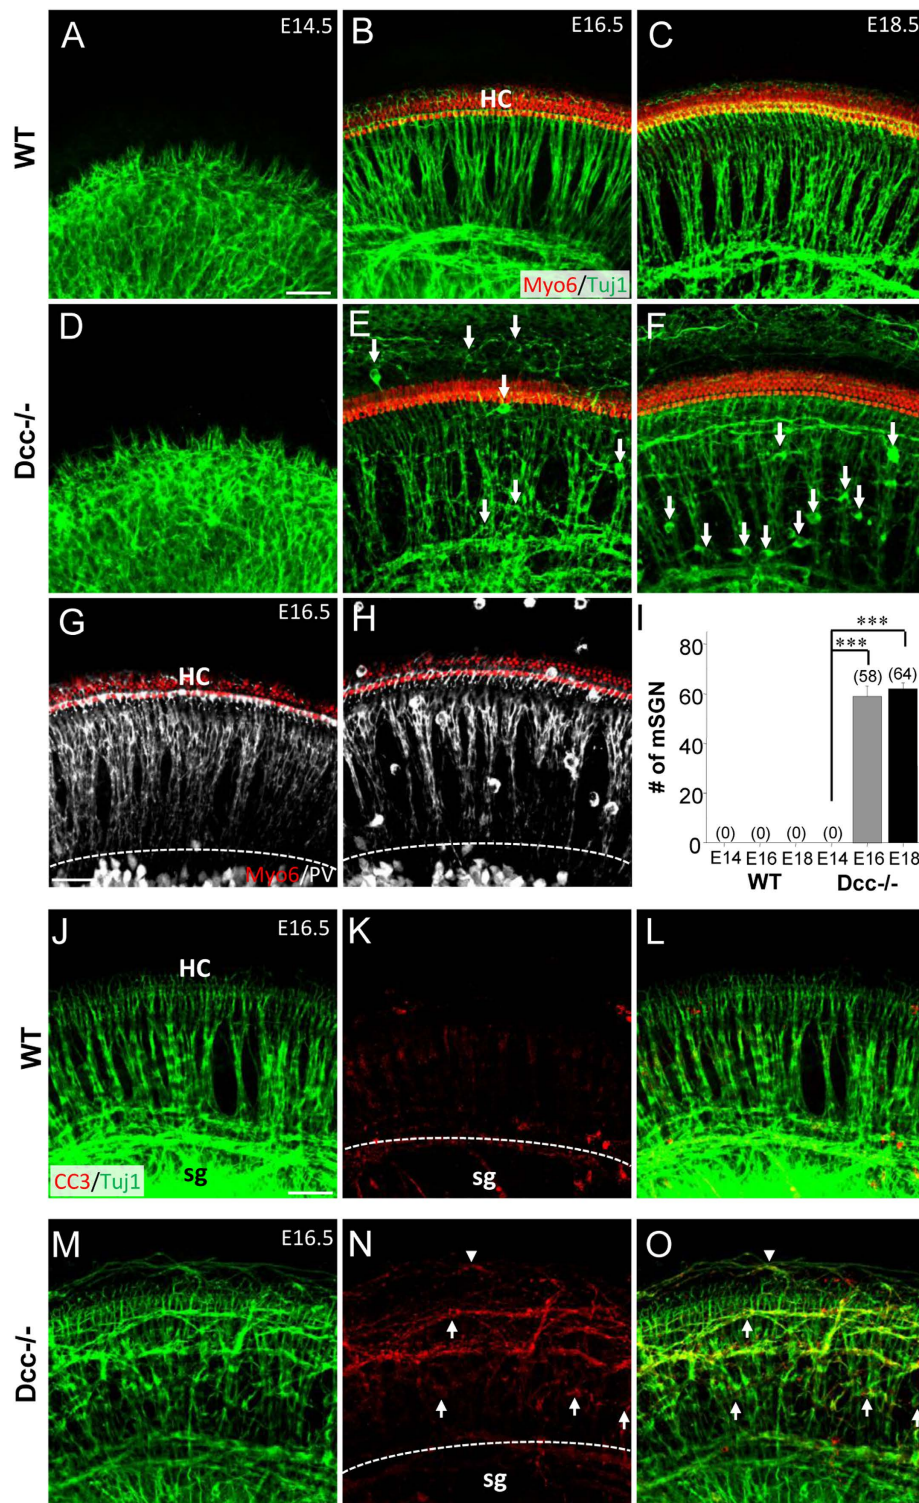 A E14.5
B E16.5
C E18.5
WT
HC
Myo6/Tuj1
D
E
F
Dcc-/-
G E16.5
H
I
HC
Myo6/PV
# of mSGN
80
60
40
20
0
***
***
(0) (0) (0) (0) (58) (64)
E14 E16 E18 E14 E16 E18
WT Dcc-/-
J E16.5
K
L
WT
HC
CC3/Tuj1
sg
sg
M E16.5
N
O
Dcc-/-
sg